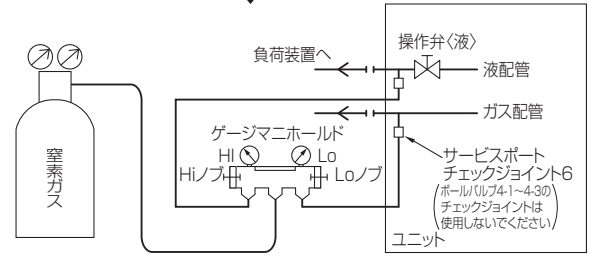 負荷装置へ
操作弁〈液〉
液配管
ガス配管
ゲージマニホールド
HI
Lo
Hiノブ
Loノブ
サービスポート
チェックジョイント6
(ボールバルブ4-1~4-3の
チェックジョイントは
使用しないでください)
窒素ガス
ユニット